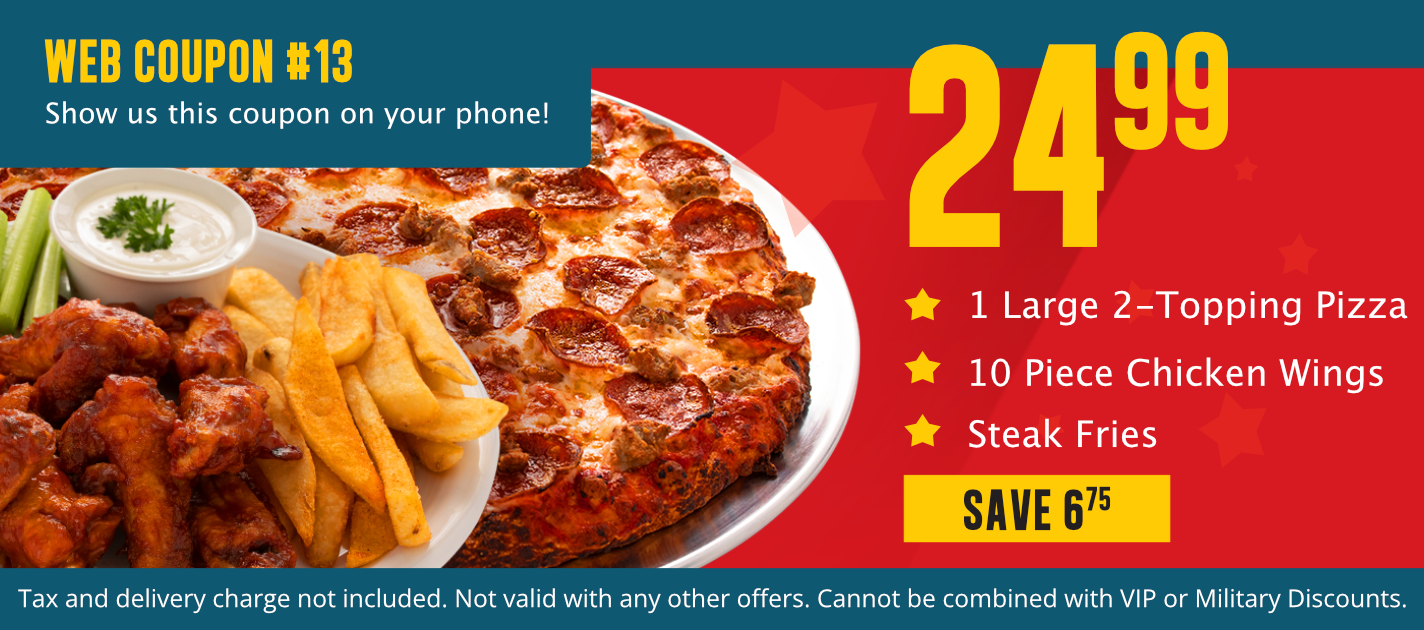 WEB COUPON #13
Show us this coupon on your phone!
24 99
1 Large 2-Topping Pizza
10 Piece Chicken Wings
Steak Fries
SAVE 6 75
Tax and delivery charge not included. Not valid with any other offers. Cannot be combined with VIP or Military Discounts.